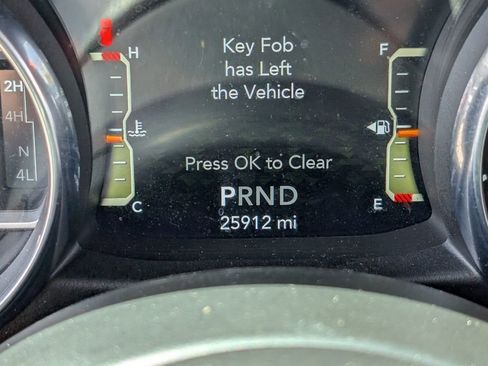 H
Key Fob
has Left
the Vehicle
F
2H
4H
N
4L
Press OK to Clear
C
PRND
E
25912 mi